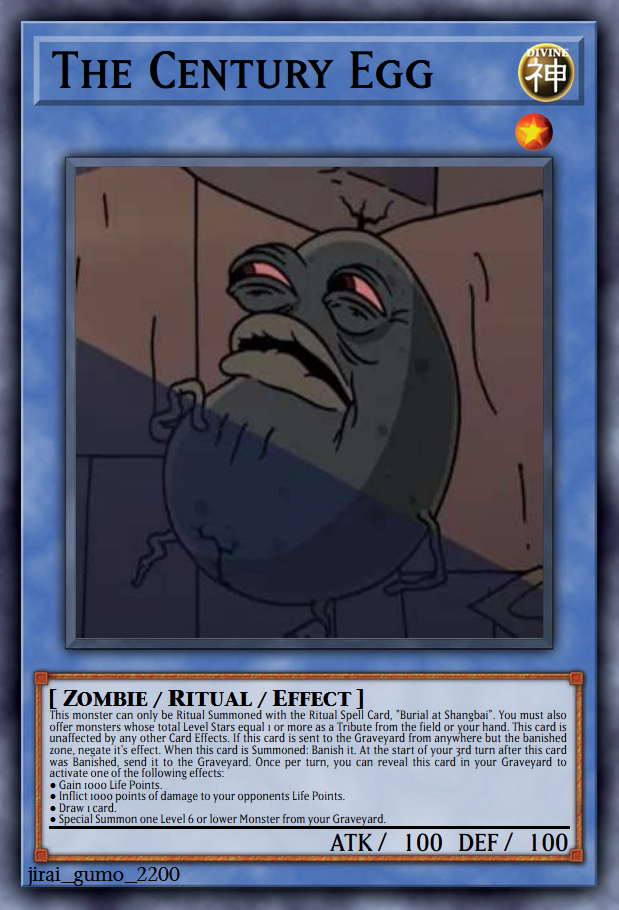 The Century Egg
DIVINE
神
[ Zombie / Ritual / Effect ]
This monster can only be Ritual Summoned with the Ritual Spell Card, "Burial at Shangbai". You must also
offer monsters whose total Level Stars equal 1 or more as a Tribute from the field or your hand. This card is
unaffected by any other Card Effects. If this card is sent to the Graveyard from anywhere but the banished
zone, negate it's effect. When this card is Summoned: Banish it. At the start of your 3rd turn after this card
was Banished, send it to the Graveyard. Once per turn, you can reveal this card in your Graveyard to
activate one of the following effects:
● Gain 1000 Life Points.
● Inflict 1000 points of damage to your opponents Life Points.
● Draw 1 card.
● Special Summon one Level 6 or lower Monster from your Graveyard.
ATK / 100 DEF / 100
jirai_gumo_2200